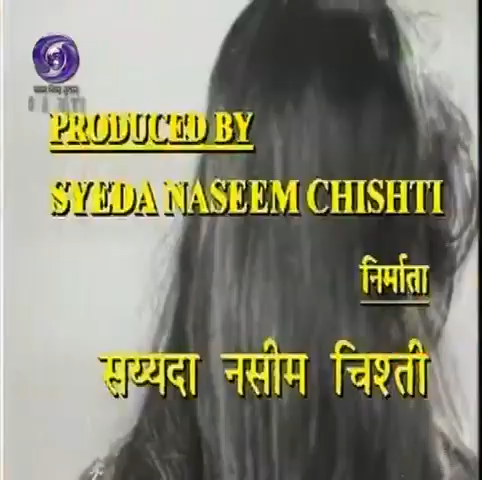 PRODUCED BY
SYEDA NASEEM CHISHTI
निर्माता
सय्यदा नसीम चिश्ती